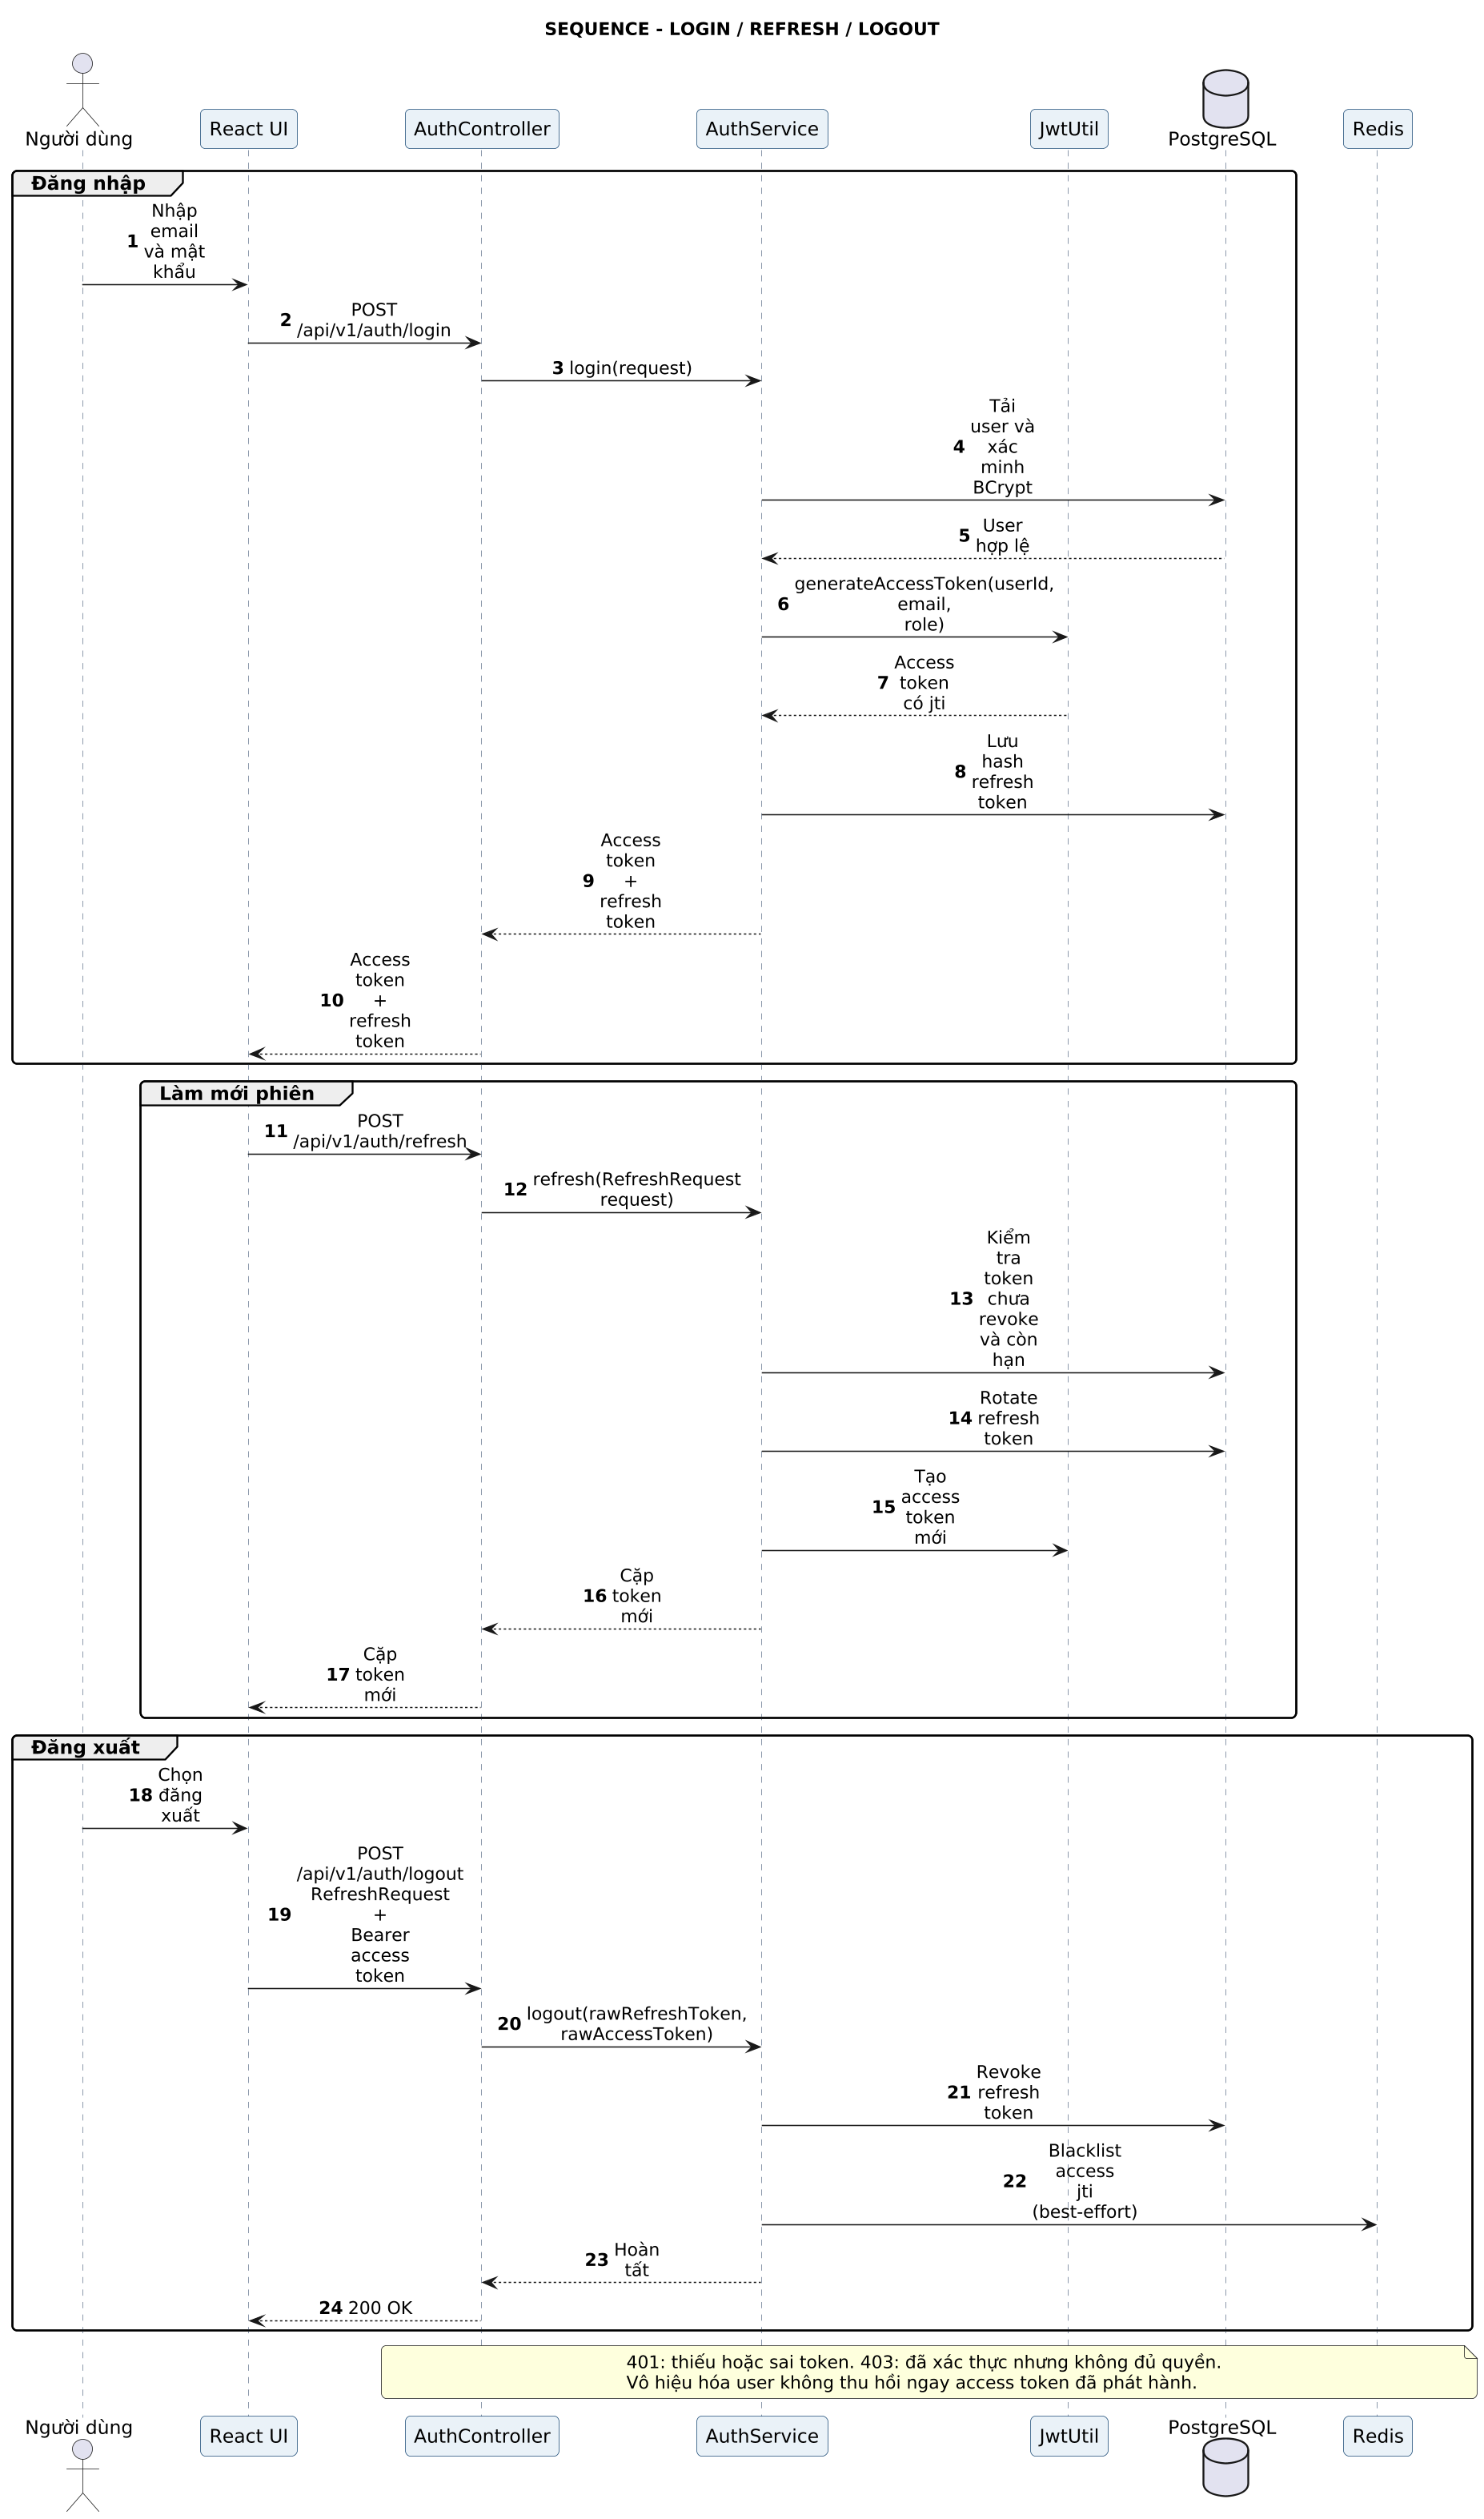 SEQUENCE - LOGIN / REFRESH / LOGOUT
Người dùng
React UI
AuthController
AuthService
JwtUtil
PostgreSQL
Redis
Đăng nhập
1
Nhập
email
và mật
khẩu
2
POST
/api/v1/auth/login
3 login(request)
4
Tải
user và
xác
minh
BCrypt
5
User
hợp lệ
6
generateAccessToken(userId,
email,
role)
7
Access
token
có jti
8
Lưu
hash
refresh
token
9
Access
token
+
refresh
token
10
Access
token
+
refresh
token
Làm mới phiên
11
POST
/api/v1/auth/refresh
12
refresh(RefreshRequest
request)
13
Kiểm
tra
token
chưa
revoke
và còn
hạn
14
Rotate
refresh
token
15
Tạo
access
token
mới
16
Cặp
token
mới
17
Cặp
token
mới
Đăng xuất
18
Chọn
đăng
xuất
19
POST
/api/v1/auth/logout
RefreshRequest
+
Bearer
access
token
20
logout(rawRefreshToken,
rawAccessToken)
21
Revoke
refresh
token
22
Blacklist
access
jti
(best-effort)
23
Hoàn
tất
24 200 OK
401: thiếu hoặc sai token. 403: đã xác thực nhưng không đủ quyền.
Vô hiệu hóa user không thu hồi ngay access token đã phát hành.
Người dùng
React UI
AuthController
AuthService
JwtUtil
PostgreSQL
Redis